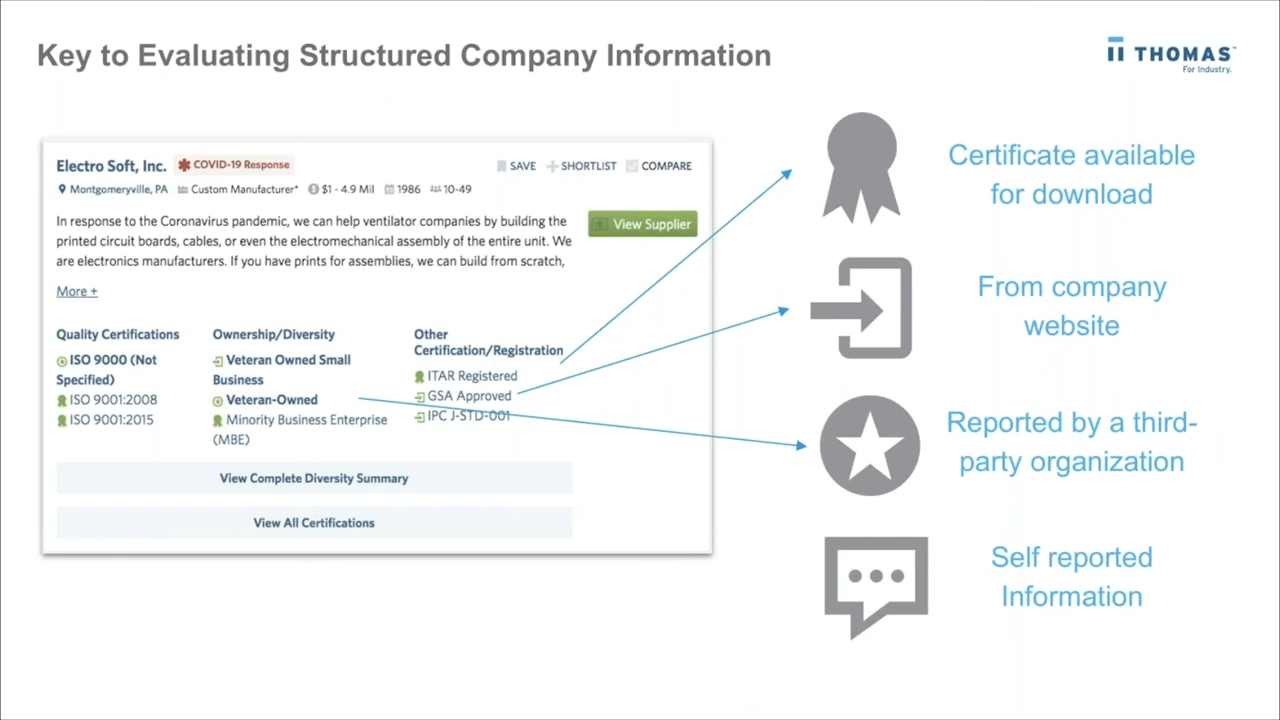 Key to Evaluating Structured Company Information
THOMAS™
For Industry.
Electro Soft, Inc. COVID-19 Response
SAVE SHORTLIST COMPARE
Montgomeryville, PA Custom Manufacturer* $1 - 4.9 Mil 1986 10-49
In response to the Coronavirus pandemic, we can help ventilator companies by building the
printed circuit boards, cables, or even the electromechanical assembly of the entire unit. We
are electronics manufacturers. If you have prints for assemblies, we can build from scratch,
View Supplier
More +
Quality Certifications
ISO 9000 (Not
Specified)
ISO 9001:2008
ISO 9001:2015
Ownership/Diversity
Veteran Owned Small
Business
Veteran-Owned
Minority Business Enterprise
(MBE)
Other
Certification/Registration
ITAR Registered
GSA Approved
IPC J-STD-001
View Complete Diversity Summary
View All Certifications
Certificate available
for download
From company
website
Reported by a third-
party organization
Self reported
Information